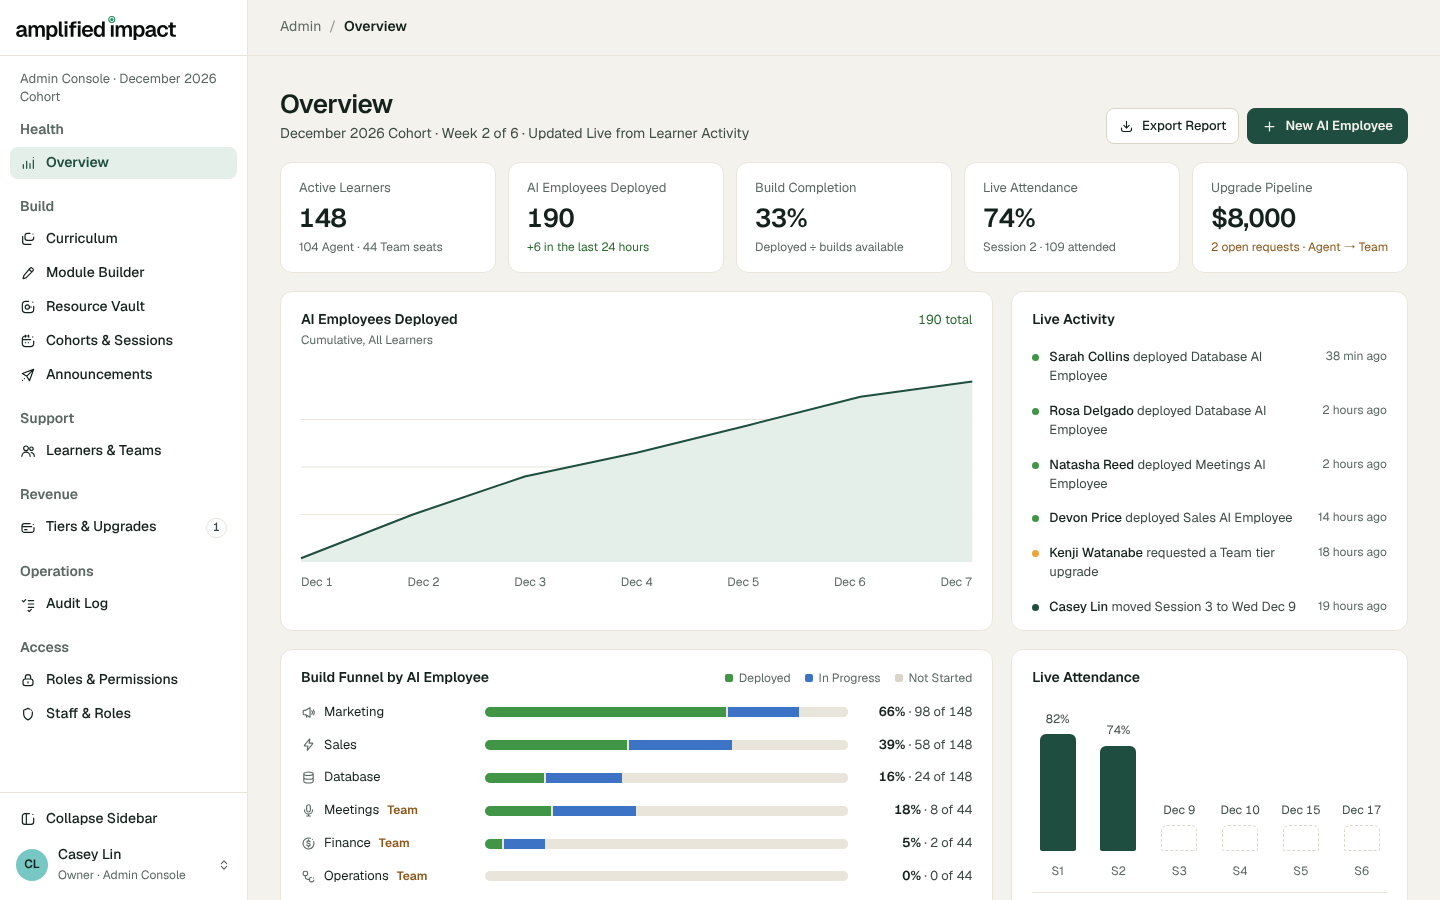 amplified impact
Admin Console · December 2026
Cohort
Health
Overview
Build
Curriculum
Module Builder
Resource Vault
Cohorts & Sessions
Announcements
Support
Learners & Teams
Revenue
Tiers & Upgrades 1
Operations
Audit Log
Access
Roles & Permissions
Staff & Roles
Collapse Sidebar
CL
Casey Lin
Owner · Admin Console
Admin / Overview
Overview
December 2026 Cohort · Week 2 of 6 · Updated Live from Learner Activity
Export Report
New AI Employee
Active Learners
148
104 Agent · 44 Team seats
AI Employees Deployed
190
+6 in the last 24 hours
Build Completion
33%
Deployed ÷ builds available
Live Attendance
74%
Session 2 · 109 attended
Upgrade Pipeline
$8,000
2 open requests · Agent → Team
AI Employees Deployed
190 total
Cumulative, All Learners
Dec 1 Dec 2 Dec 3 Dec 4 Dec 5 Dec 6 Dec 7
Live Activity
Sarah Collins deployed Database AI 38 min ago
Employee
Rosa Delgado deployed Database AI 2 hours ago
Employee
Natasha Reed deployed Meetings AI 2 hours ago
Employee
Devon Price deployed Sales AI Employee 14 hours ago
Kenji Watanabe requested a Team tier 18 hours ago
upgrade
Casey Lin moved Session 3 to Wed Dec 9 19 hours ago
Build Funnel by AI Employee
Deployed In Progress Not Started
Marketing 66% · 98 of 148
Sales 39% · 58 of 148
Database 16% · 24 of 148
Meetings Team 18% · 8 of 44
Finance Team 5% · 2 of 44
Operations Team 0% · 0 of 44
Live Attendance
82% 74% Dec 9 Dec 10 Dec 15 Dec 17
S1 S2 S3 S4 S5 S6